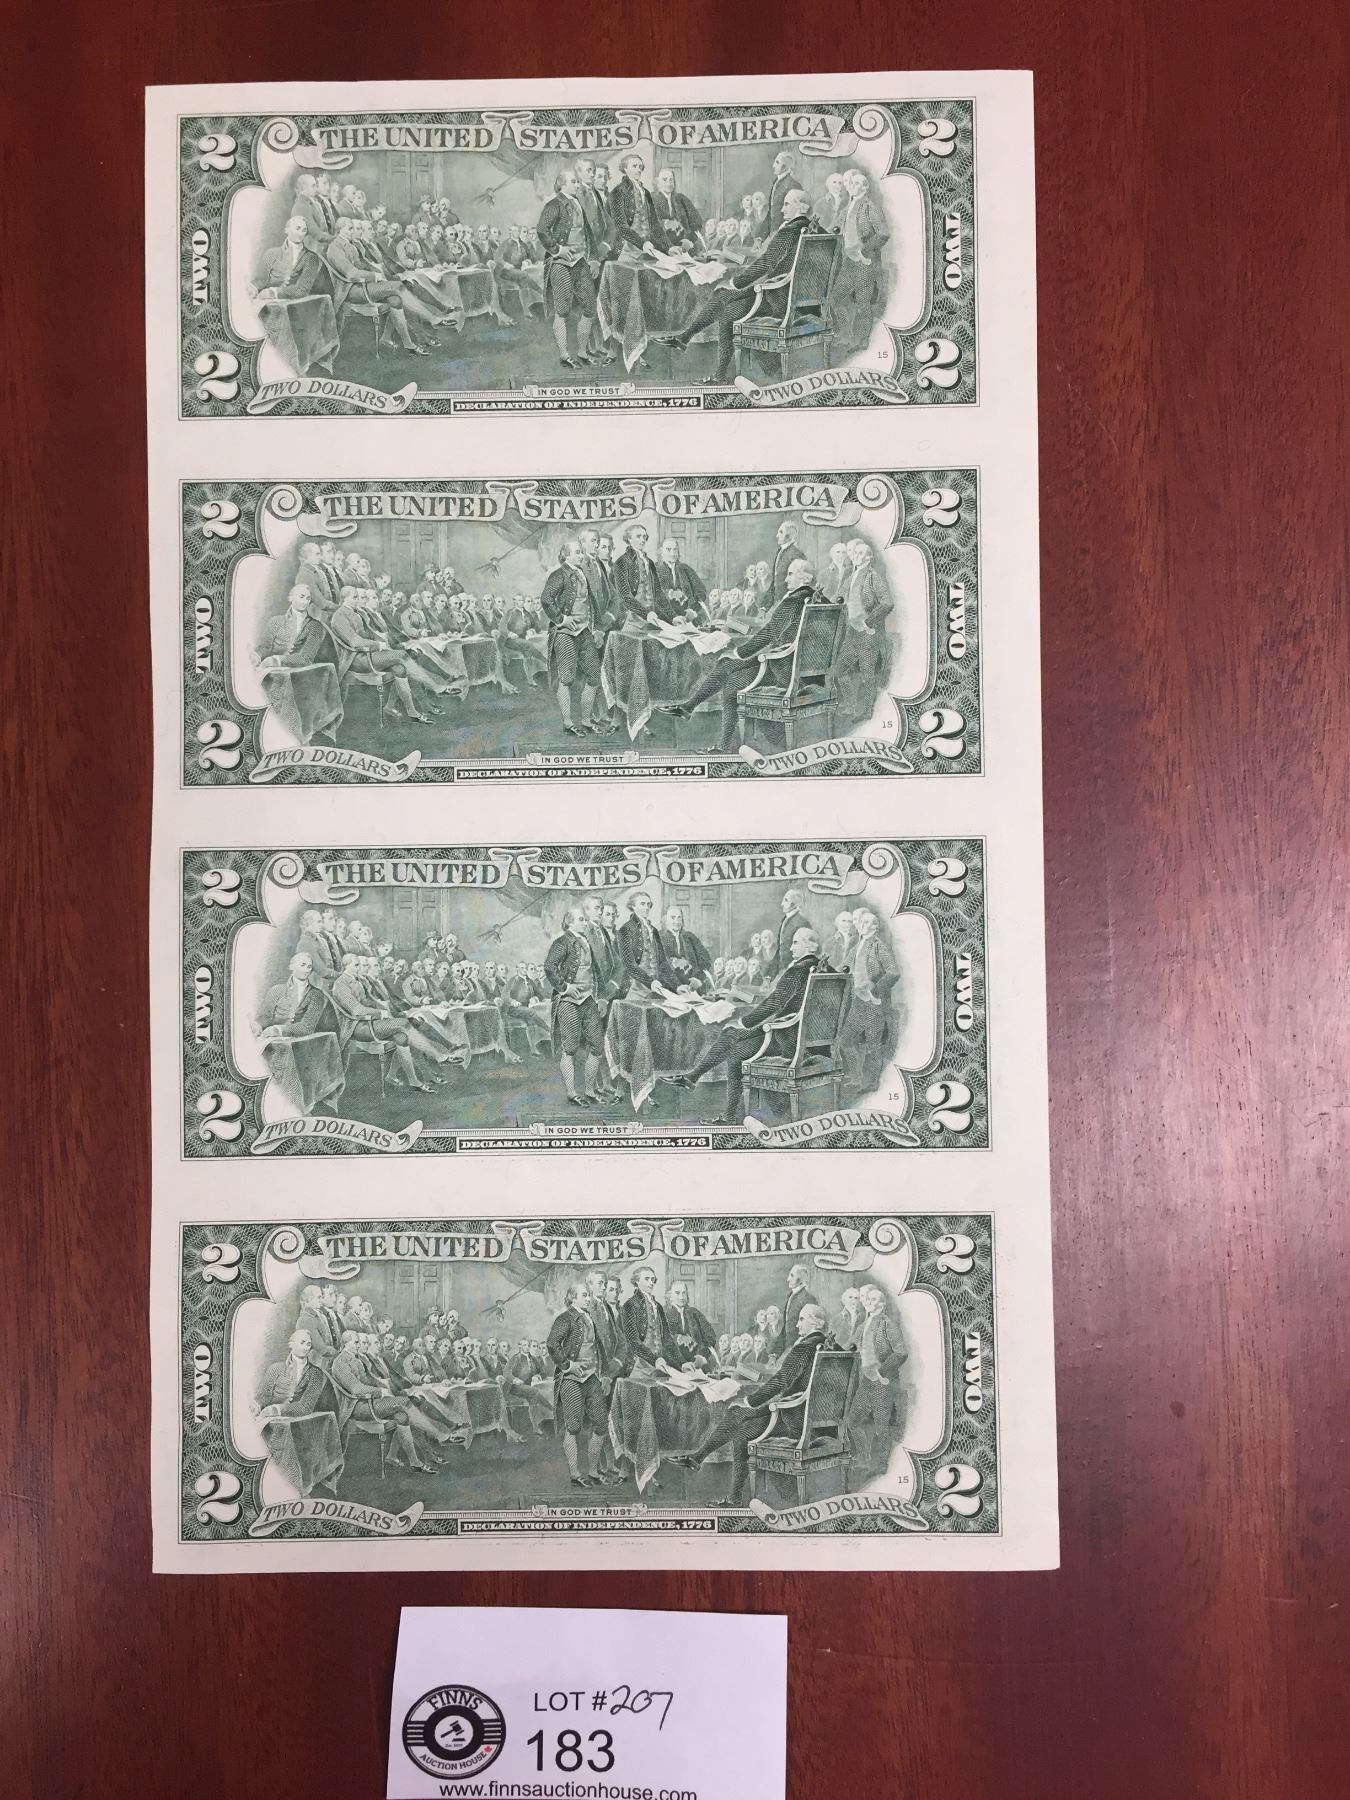 THE UNITED STATES OF AMERICA
2 2
TWO TWO
15
2 2
TWO DOLLARS IN GOD WE TRUST TWO DOLLARS
DECLARATION OF INDEPENDENCE, 1776
THE UNITED STATES OF AMERICA
2 2
TWO TWO
15
2 2
TWO DOLLARS IN GOD WE TRUST TWO DOLLARS
DECLARATION OF INDEPENDENCE, 1776
THE UNITED STATES OF AMERICA
2 2
TWO TWO
15
2 2
TWO DOLLARS IN GOD WE TRUST TWO DOLLARS
DECLARATION OF INDEPENDENCE, 1776
THE UNITED STATES OF AMERICA
2 2
TWO TWO
15
2 2
TWO DOLLARS IN GOD WE TRUST TWO DOLLARS
DECLARATION OF INDEPENDENCE, 1776
FINNS
AUCTION HOUSE
LOT # 207
183
www.finnsauctionhouse.com